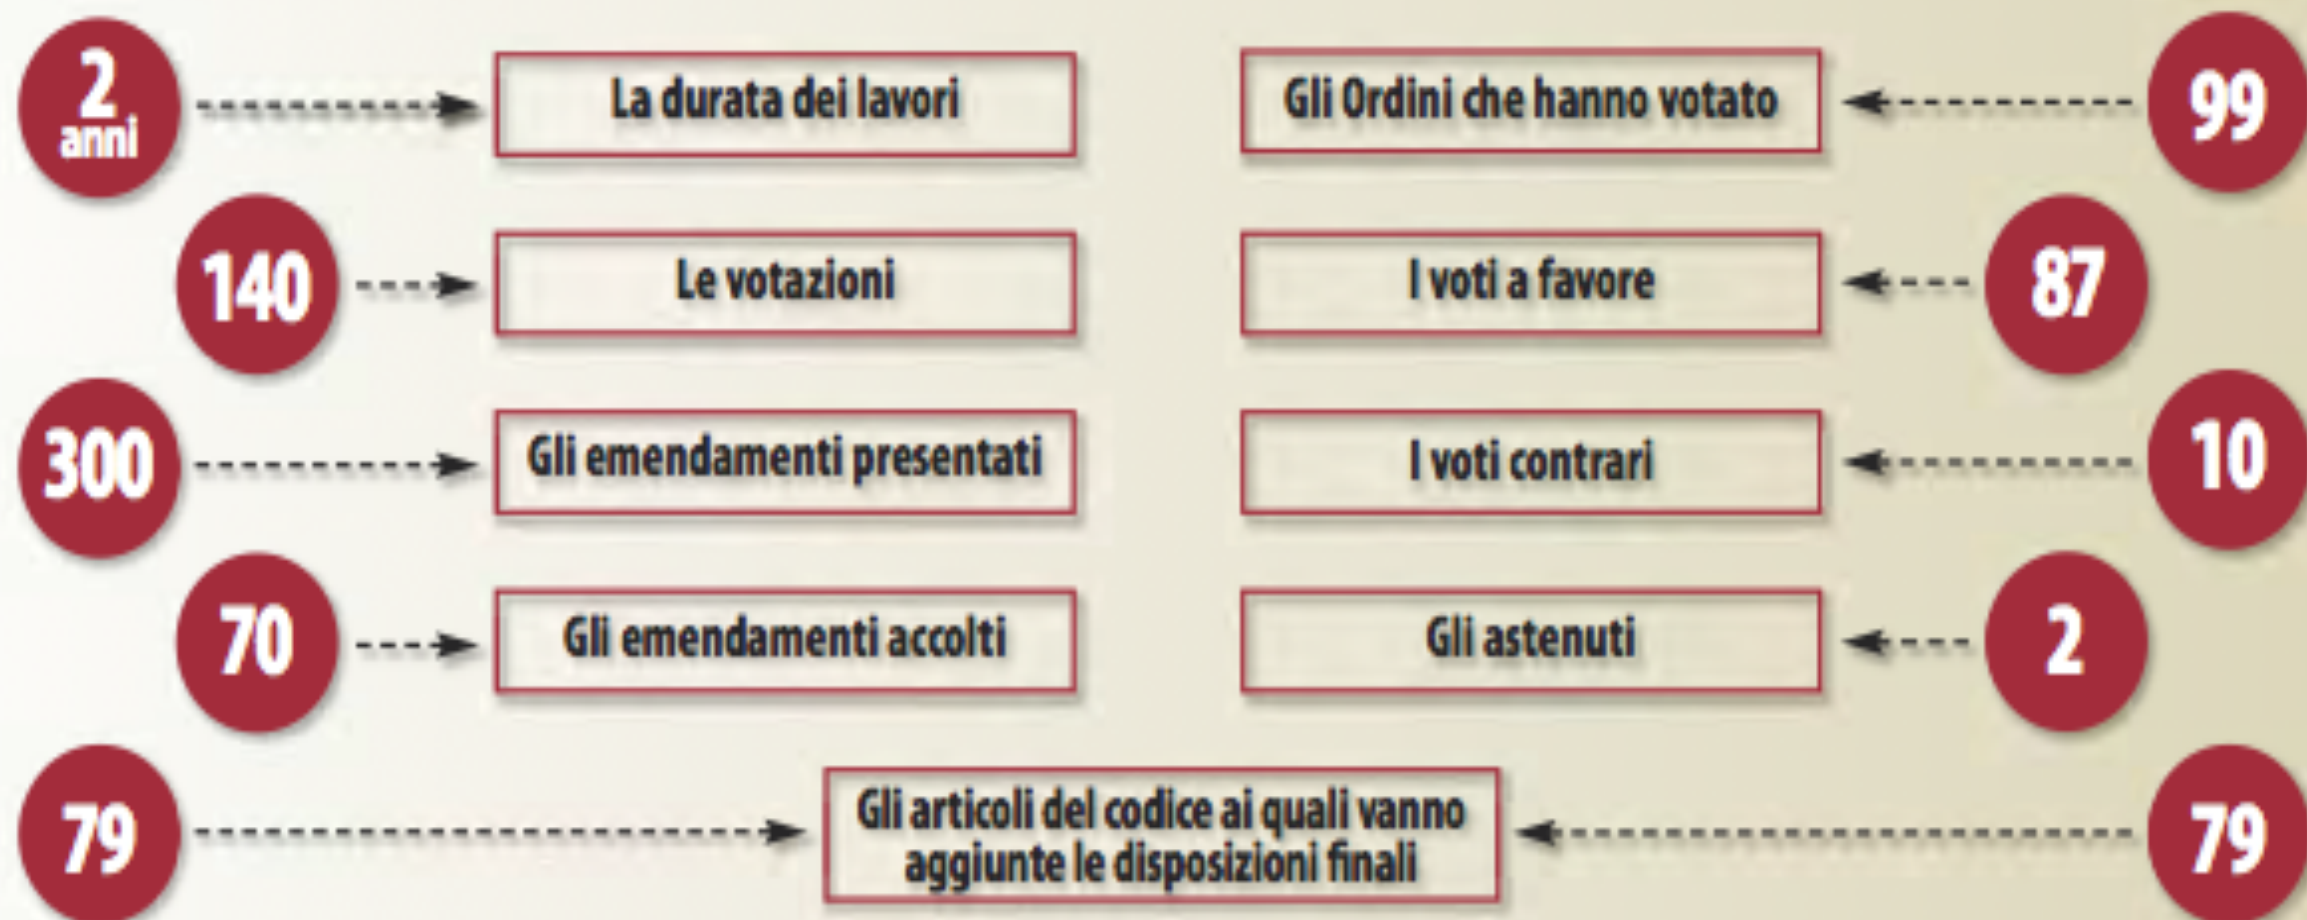 2
anni
La durata dei lavori
Gli Ordini che hanno votato
99
140
Le votazioni
I voti a favore
87
300
Gli emendamenti presentati
I voti contrari
10
70
Gli emendamenti accolti
Gli astenuti
2
79
Gli articoli del codice ai quali vanno
aggiunte le disposizioni finali
79